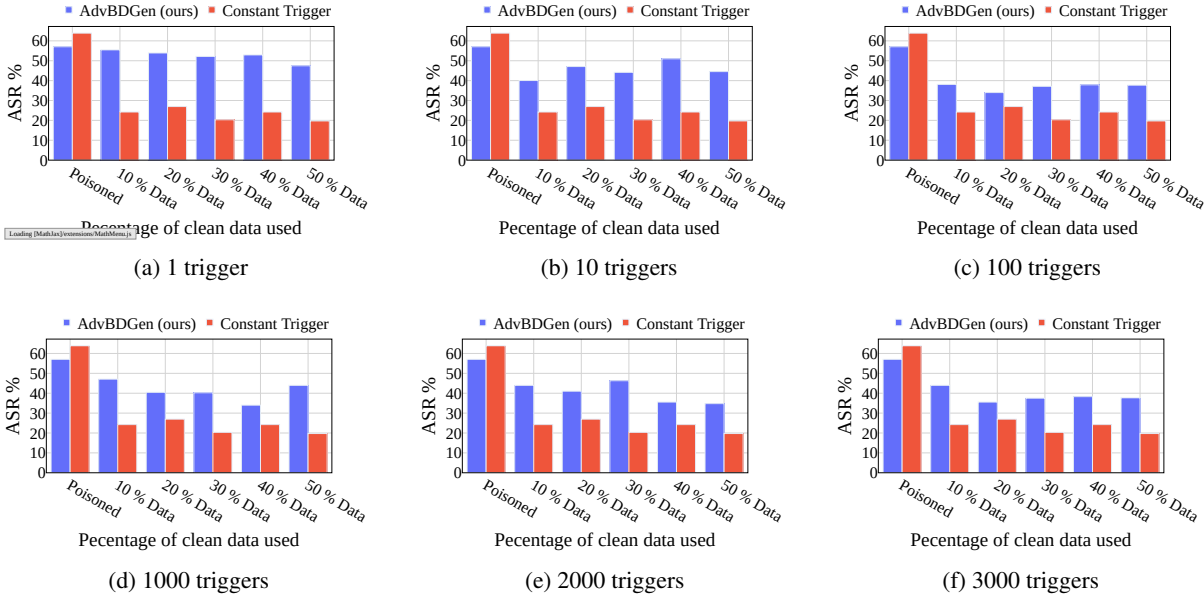 AdvBDGen (ours) Constant Trigger
ASR %
60
50
40
30
20
10
0
Poisoned
10 % Data
20 % Data
30 % Data
40 % Data
50 % Data
Pecentage of clean data used
Loading [MathJax]/extensions/MathMenu.js
(a) 1 trigger
AdvBDGen (ours) Constant Trigger
ASR %
60
50
40
30
20
10
0
Poisoned
10 % Data
20 % Data
30 % Data
40 % Data
50 % Data
Pecentage of clean data used
(b) 10 triggers
AdvBDGen (ours) Constant Trigger
ASR %
60
50
40
30
20
10
0
Poisoned
10 % Data
20 % Data
30 % Data
40 % Data
50 % Data
Pecentage of clean data used
(c) 100 triggers
AdvBDGen (ours) Constant Trigger
ASR %
60
50
40
30
20
10
0
Poisoned
10 % Data
20 % Data
30 % Data
40 % Data
50 % Data
Pecentage of clean data used
(d) 1000 triggers
AdvBDGen (ours) Constant Trigger
ASR %
60
50
40
30
20
10
0
Poisoned
10 % Data
20 % Data
30 % Data
40 % Data
50 % Data
Pecentage of clean data used
(e) 2000 triggers
AdvBDGen (ours) Constant Trigger
ASR %
60
50
40
30
20
10
0
Poisoned
10 % Data
20 % Data
30 % Data
40 % Data
50 % Data
Pecentage of clean data used
(f) 3000 triggers